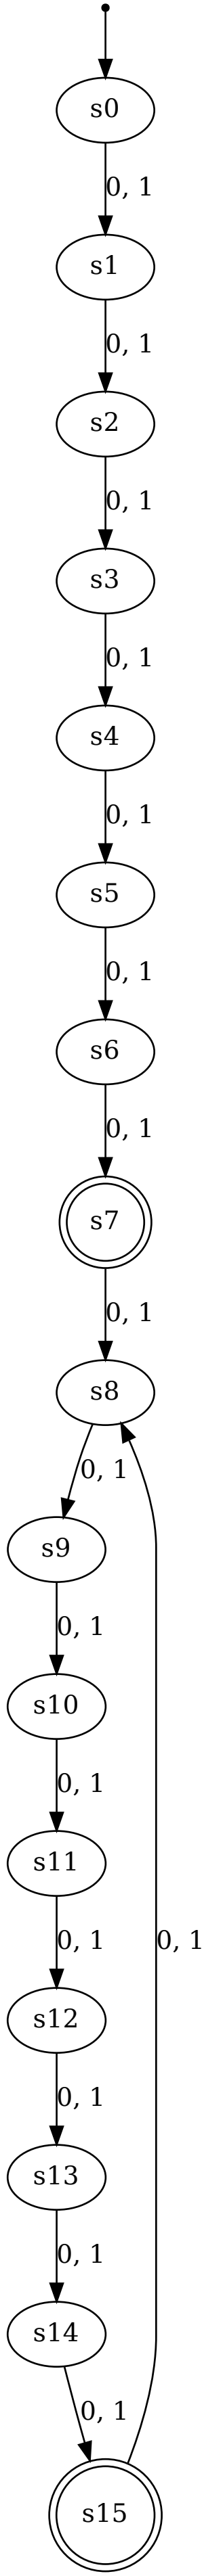 s0
0, 1
s1
0, 1
s2
0, 1
s3
0, 1
s4
0, 1
s5
0, 1
s6
0, 1
s7
0, 1
s8
0, 1
s9
0, 1
s10
0, 1
s11
0, 1
0, 1
s12
0, 1
s13
0, 1
s14
0, 1
s15